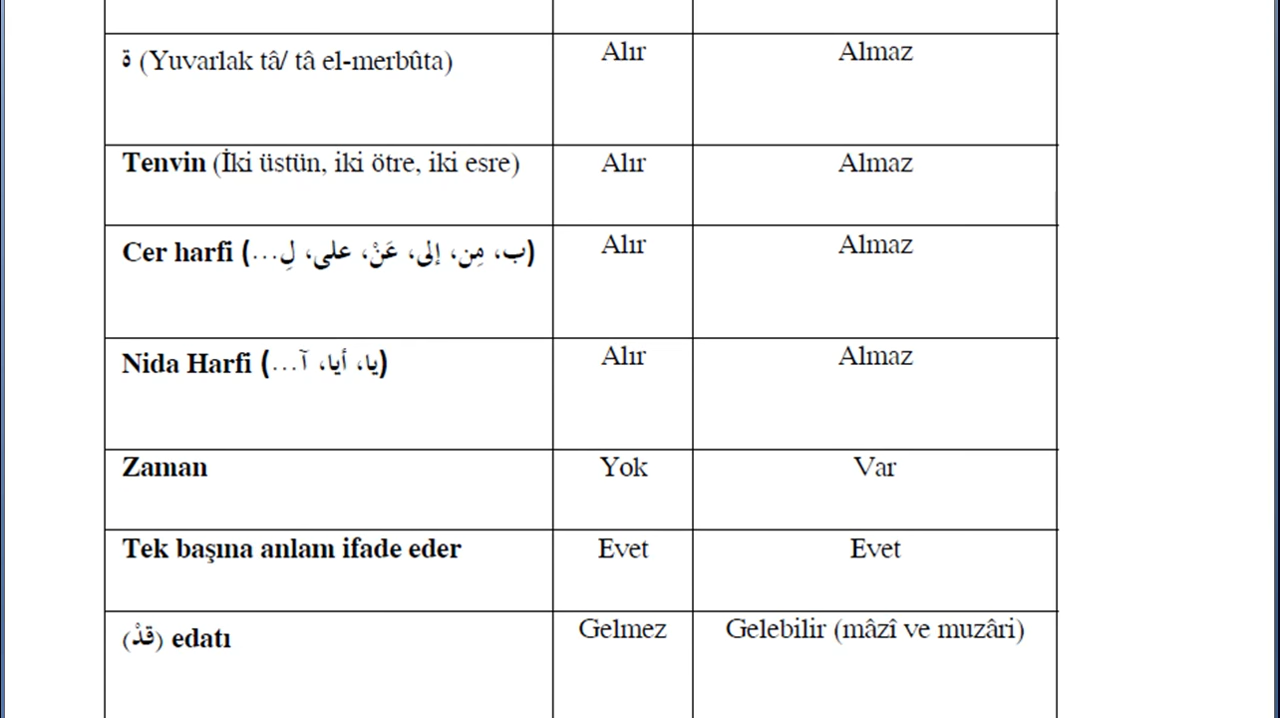 ة (Yuvarlak tâ/ tâ el-merbûta) Alır Almaz
Tenvin (İki üstün, iki ötre, iki esre) Alır Almaz
Cer harfi (ب، مِن، إلى، عَنْ، على، لِ...) Alır Almaz
Nida Harfi (يا، أيا، آ...) Alır Almaz
Zaman Yok Var
Tek başına anlam ifade eder Evet Evet
(قدْ) edatı Gelmez Gelebilir (mâzî ve muzâri)